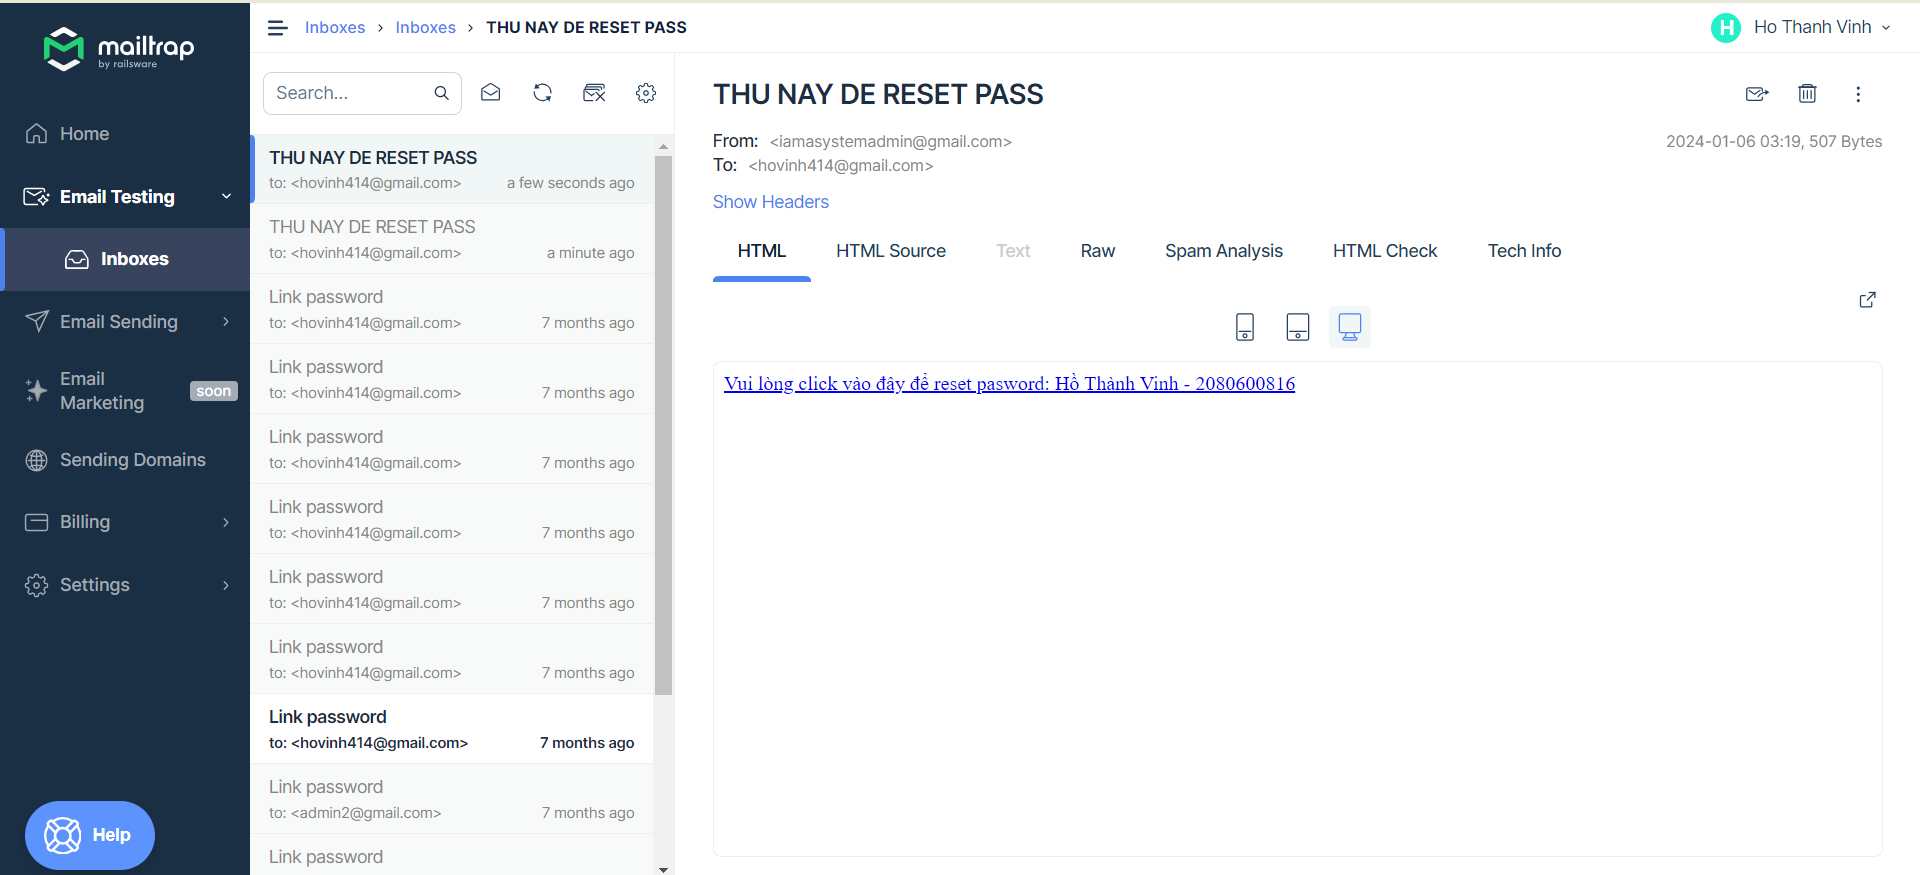 mailtrap
by railsware
Home
Email Testing
Inboxes
Email Sending
Email
Marketing
soon
Sending Domains
Billing
Settings
Help
Inboxes > Inboxes > THU NAY DE RESET PASS
Ho Thanh Vinh
H
Search...
THU NAY DE RESET PASS
to: <hovinh414@gmail.com> a few seconds ago
THU NAY DE RESET PASS
to: <hovinh414@gmail.com> a minute ago
Link password
to: <hovinh414@gmail.com> 7 months ago
Link password
to: <hovinh414@gmail.com> 7 months ago
Link password
to: <hovinh414@gmail.com> 7 months ago
Link password
to: <hovinh414@gmail.com> 7 months ago
Link password
to: <hovinh414@gmail.com> 7 months ago
Link password
to: <hovinh414@gmail.com> 7 months ago
Link password
to: <hovinh414@gmail.com> 7 months ago
Link password
to: <admin2@gmail.com> 7 months ago
Link password
THU NAY DE RESET PASS
From: <iamasystemadmin@gmail.com>
2024-01-06 03:19, 507 Bytes
To: <hovinh414@gmail.com>
Show Headers
HTML HTML Source Text Raw Spam Analysis HTML Check Tech Info
Vui lòng click vào đây để reset pasword: Hồ Thành Vinh - 2080600816